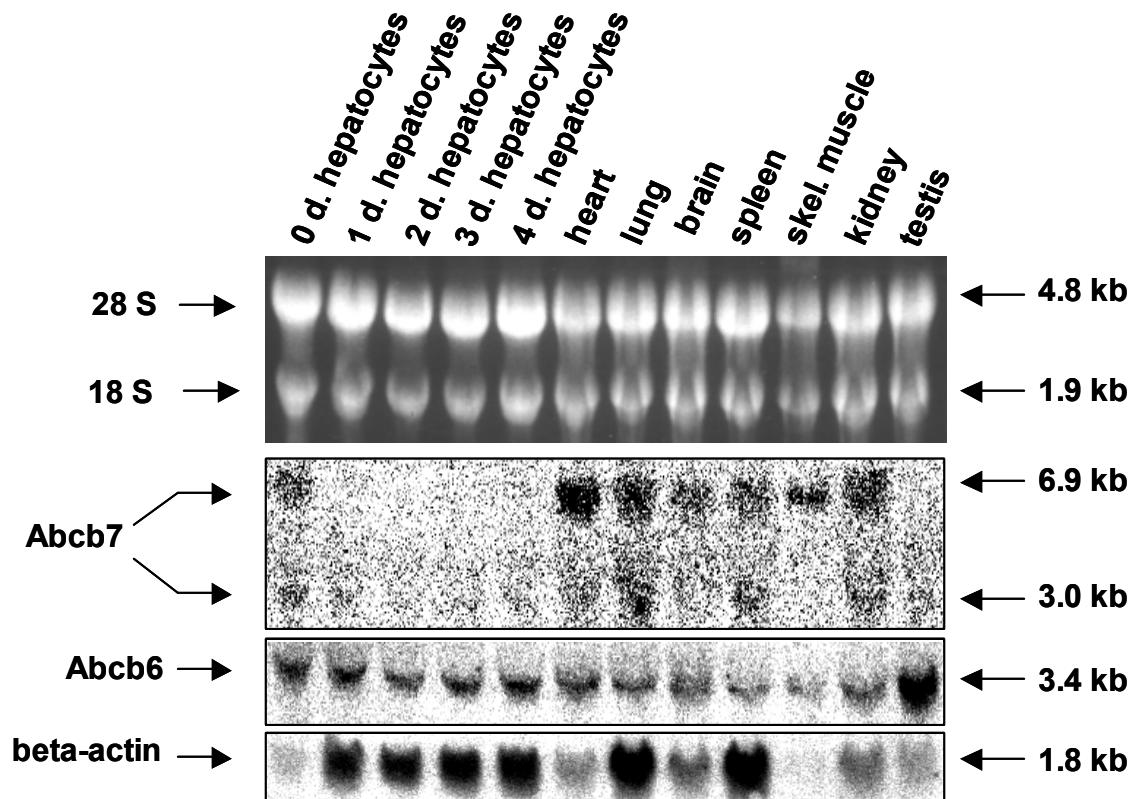 0 d. hepatocytes
1 d. hepatocytes
2 d. hepatocytes
3 d. hepatocytes
4 d. hepatocytes
heart
lung
brain
spleen
skel. muscle
kidney
testis
28 S
4.8 kb
18 S
1.9 kb
Abcb7
6.9 kb
3.0 kb
Abcb6
3.4 kb
beta-actin
1.8 kb